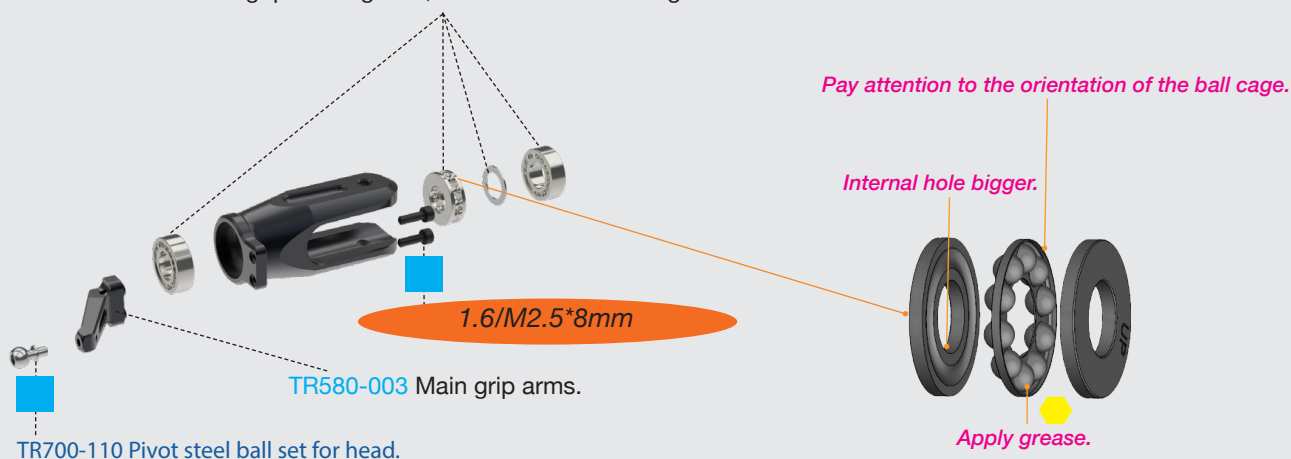 Pay attention to the orientation of the ball cage.
Internal hole bigger.
1.6/M2.5*8mm
TR580-003 Main grip arms.
UP
Apply grease.
TR700-110 Pivot steel ball set for head.